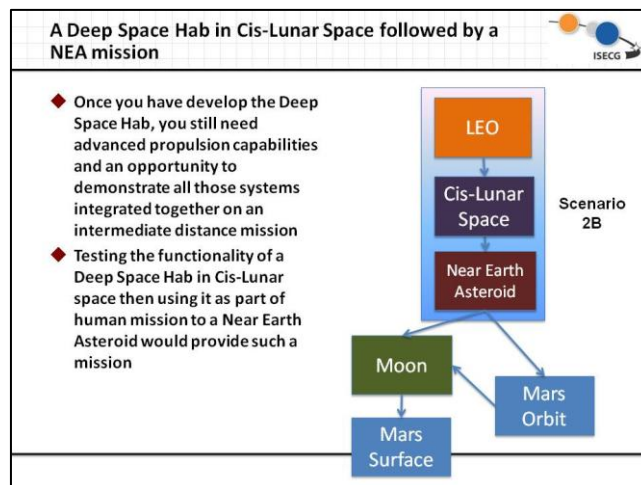 A Deep Space Hab in Cis-Lunar Space followed by a
NEA mission
ISECG
Once you have develop the Deep
Space Hab, you still need
advanced propulsion capabilities
and an opportunity to
demonstrate all those systems
integrated together on an
intermediate distance mission
Testing the functionality of a
Deep Space Hab in Cis-Lunar
space then using it as part of
human mission to a Near Earth
Asteroid would provide such a
mission
LEO
Cis-Lunar
Space
Near Earth
Asteroid
Scenario
2B
Moon
Mars
Orbit
Mars
Surface